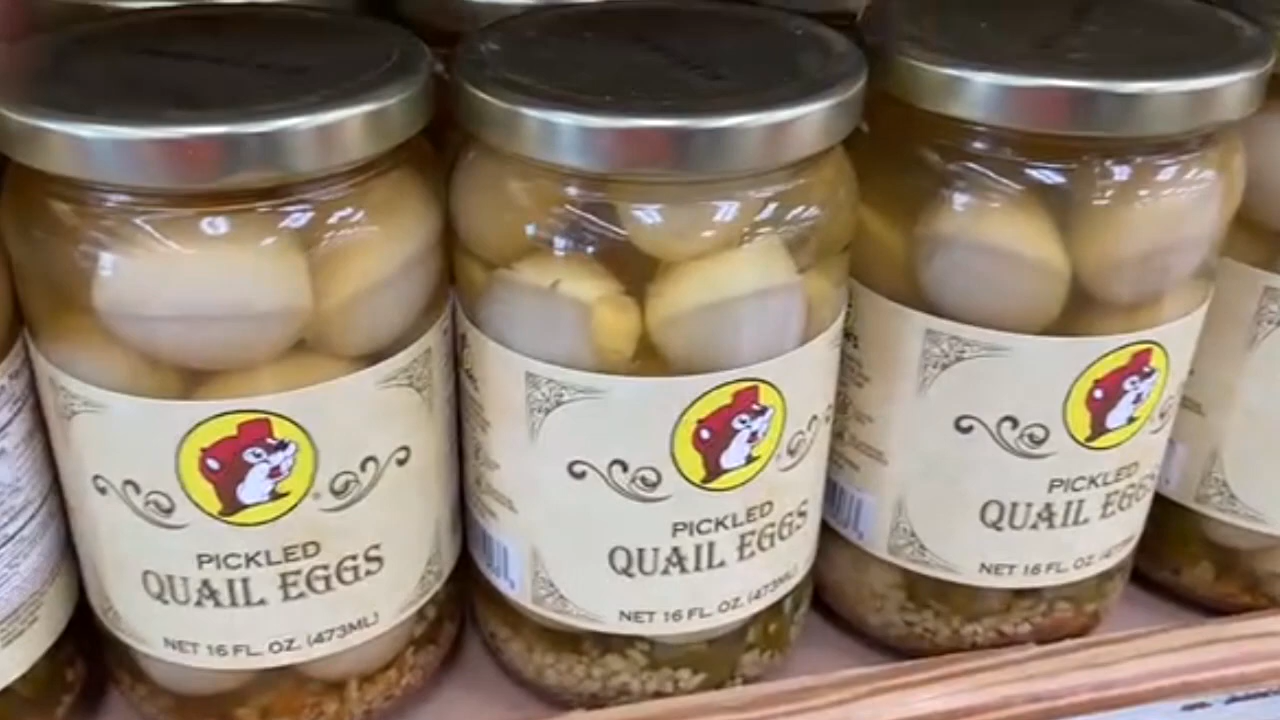 PICKLED
QUAIL EGGS
NET 16 FL. OZ. (473ML)
PICKLED
QUAIL EGGS
NET 16 FL. OZ. (473ML)
PICKLED
QUAIL EGGS
NET 16 FL. OZ. (473ML)